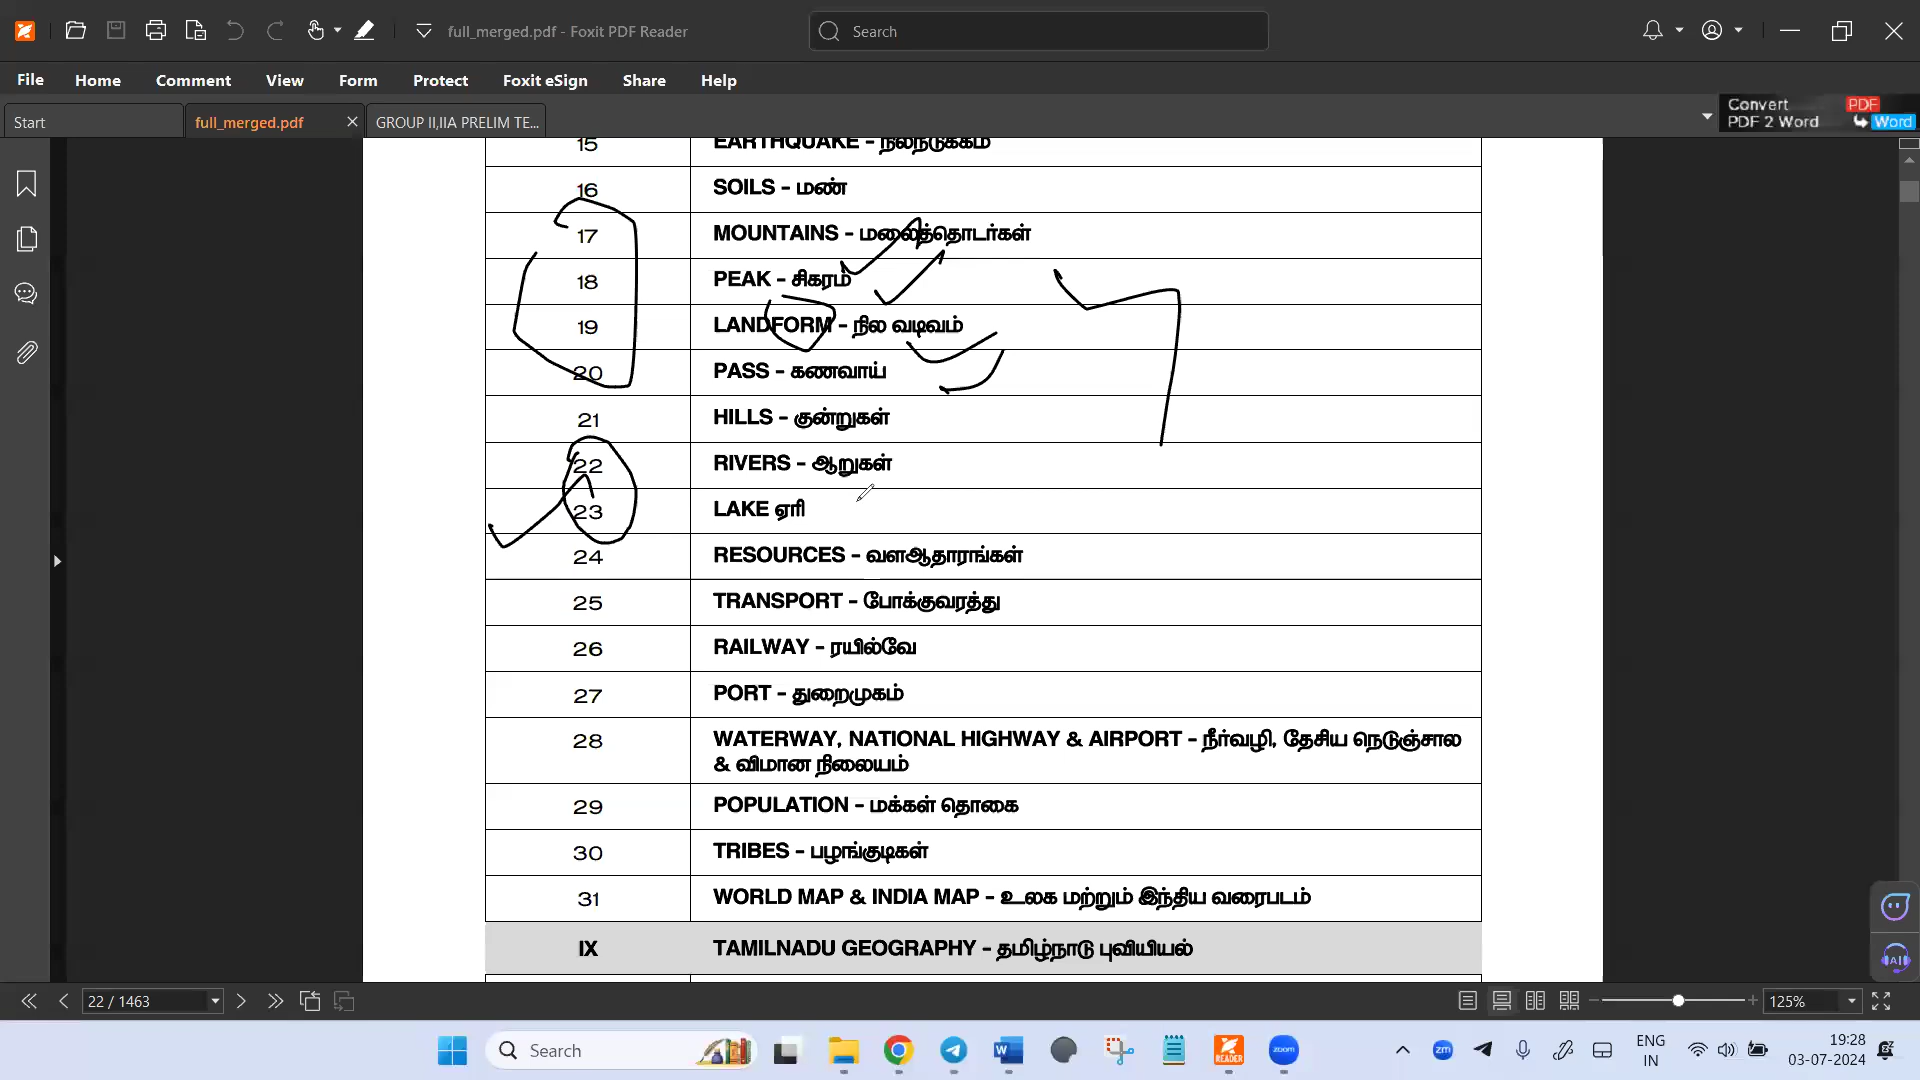 full_merged.pdf - Foxit PDF Reader
Search
File Home Comment View Form Protect Foxit eSign Share Help
Start
full_merged.pdf
GROUP II,IIA PRELIM TE...
Convert PDF
PDF 2 Word Word
15 EARTHQUAKE - நிலநடுக்கம்
16 SOILS - மண்
17 MOUNTAINS - மலைத்தொடர்கள்
18 PEAK - சிகரம்
19 LANDFORM - நில வடிவம்
20 PASS - கணவாய்
21 HILLS - குன்றுகள்
22 RIVERS - ஆறுகள்
23 LAKE ஏரி
24 RESOURCES - வளஆதாரங்கள்
25 TRANSPORT - போக்குவரத்து
26 RAILWAY - ரயில்வே
27 PORT - துறைமுகம்
28 WATERWAY, NATIONAL HIGHWAY & AIRPORT - நீர்வழி, தேசிய நெடுஞ்சால
& விமான நிலையம்
29 POPULATION - மக்கள் தொகை
30 TRIBES - பழங்குடிகள்
31 WORLD MAP & INDIA MAP - உலக மற்றும் இந்திய வரைபடம்
IX TAMILNADU GEOGRAPHY - தமிழ்நாடு புவியியல்
AI
22 / 1463
125%
Search
READER
zoom
zm
ENG
IN
19:28
03-07-2024